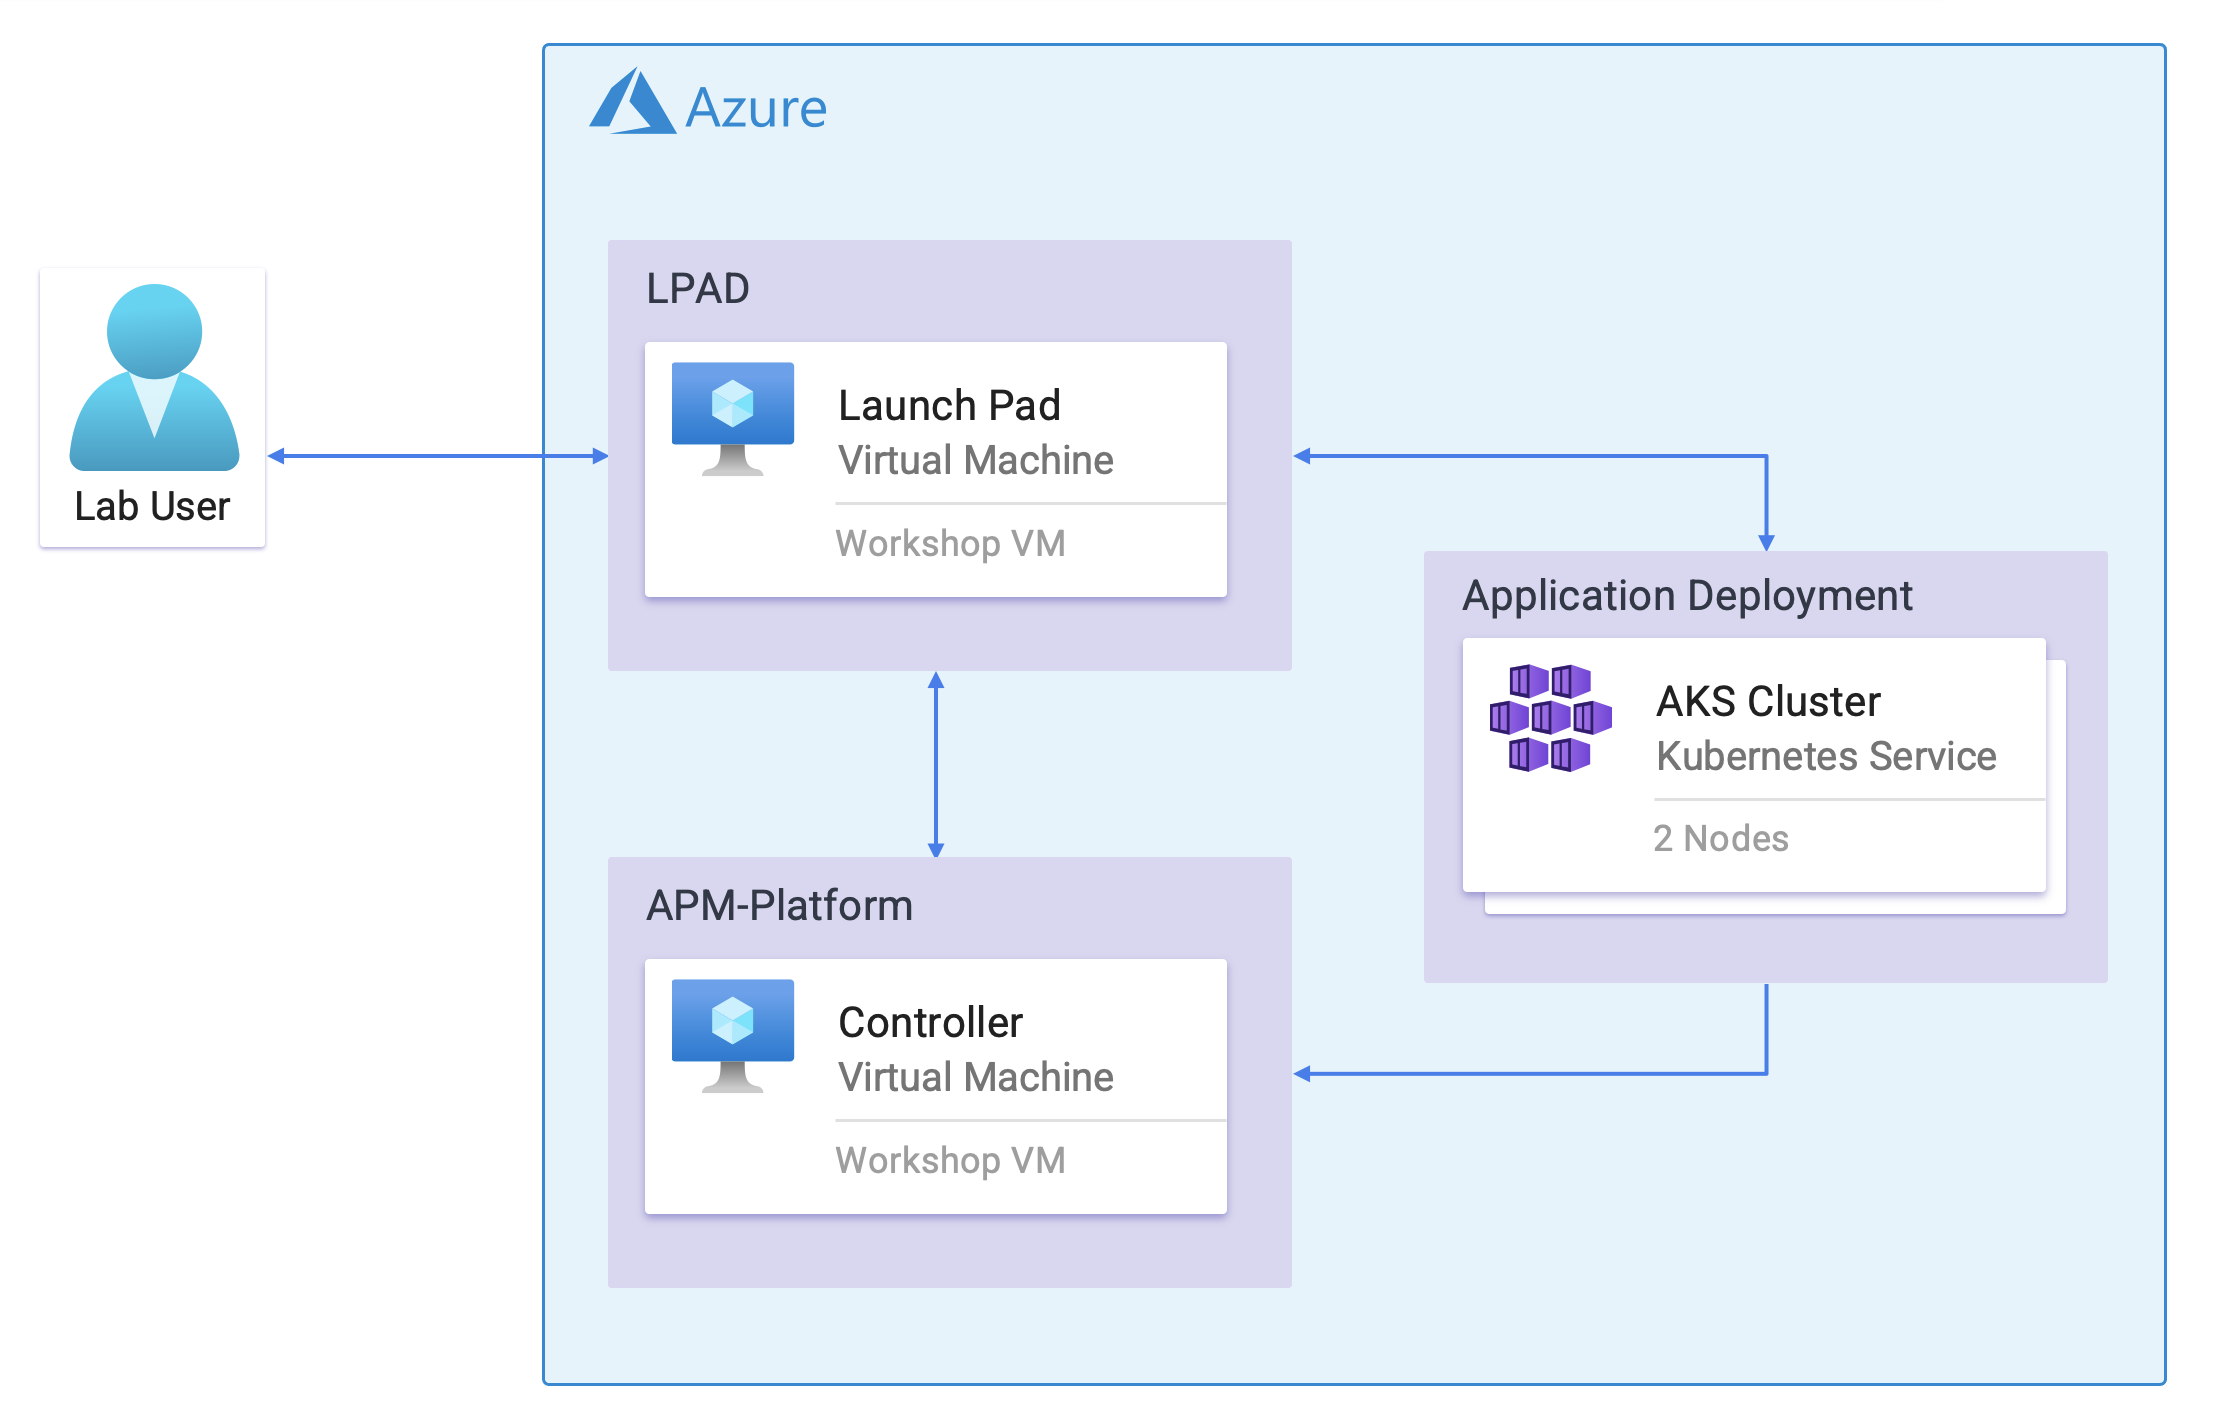 Azure
LPAD
Launch Pad
Virtual Machine
Workshop VM
Lab User
Application Deployment
AKS Cluster
Kubernetes Service
2 Nodes
APM-Platform
Controller
Virtual Machine
Workshop VM